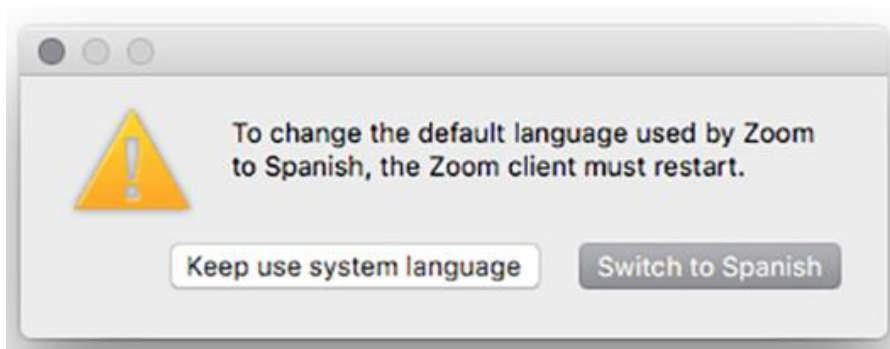 To change the default language used by Zoom
to Spanish, the Zoom client must restart.
Keep use system language
Switch to Spanish